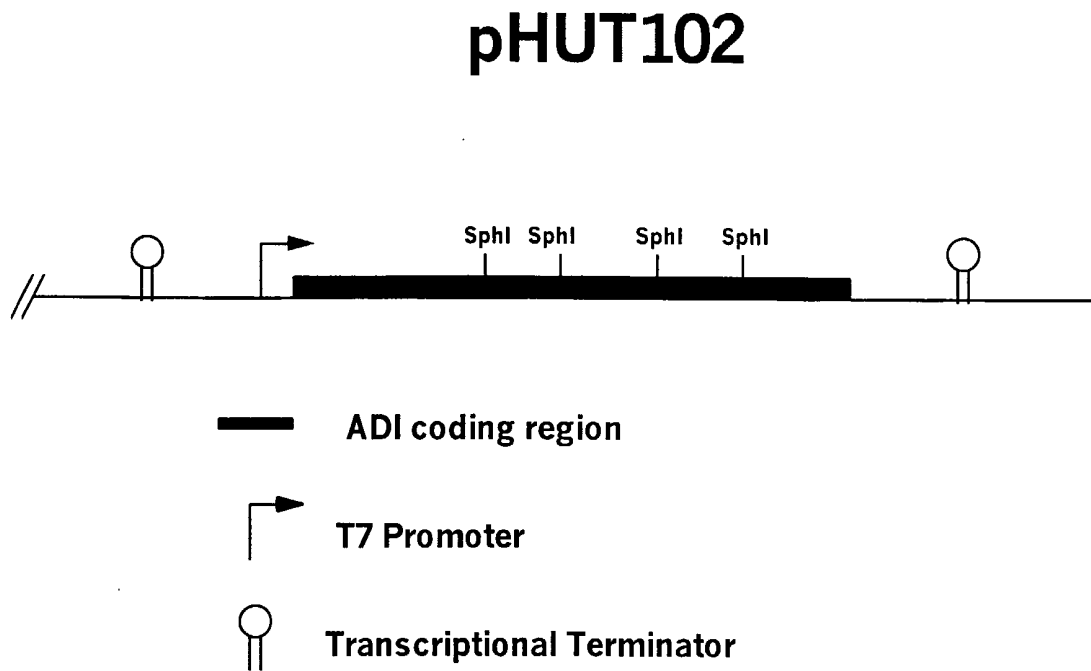 pHUT102
SphI SphI SphI SphI
ADI coding region
T7 Promoter
Transcriptional Terminator